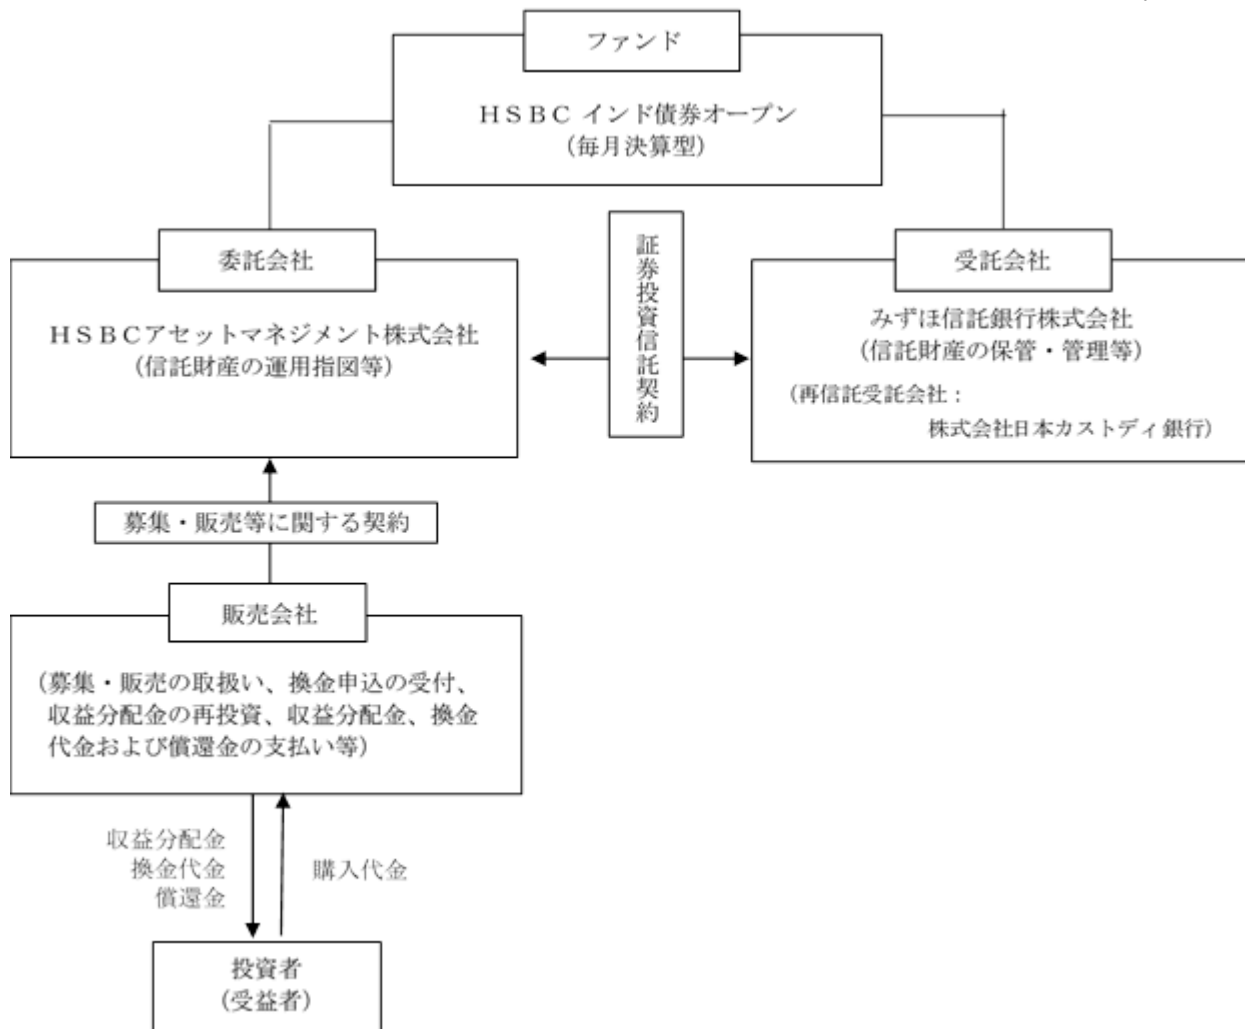 ファンド
ＨＳＢＣ インド債券オープン
（毎月決算型）
委託会社
ＨＳＢＣアセットマネジメント株式会社
（信託財産の運用指図等）
証券投資信託契約
受託会社
みずほ信託銀行株式会社
（信託財産の保管・管理等）
（再信託受託会社：
株式会社日本カストディ銀行）
募集・販売等に関する契約
販売会社
（募集・販売の取扱い、換金申込の受付、
収益分配金の再投資、収益分配金、換金
代金および償還金の支払い等）
収益分配金
換金代金
償還金
購入代金
投資者
（受益者）